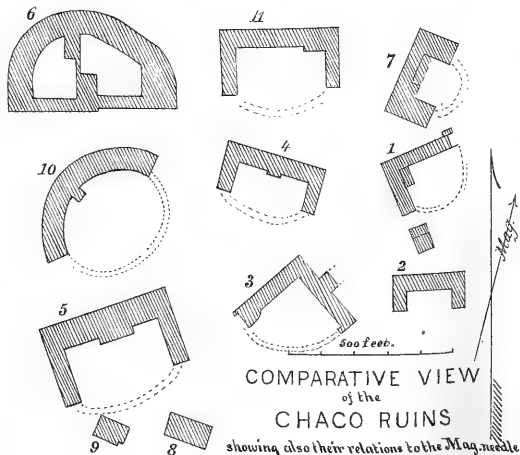 6
11
7
10
4
1
Mag.
3
2
5
500 feet.
9
8
COMPARATIVE VIEW
of the
CHACO RUINS
showing also their relations to the Mag. needle